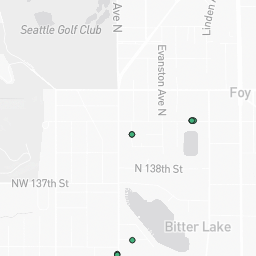 Seattle Golf Club
Ave N
Linden A
Evanston Ave N
Foy
N 138th St
NW 137th St
Bitter Lake